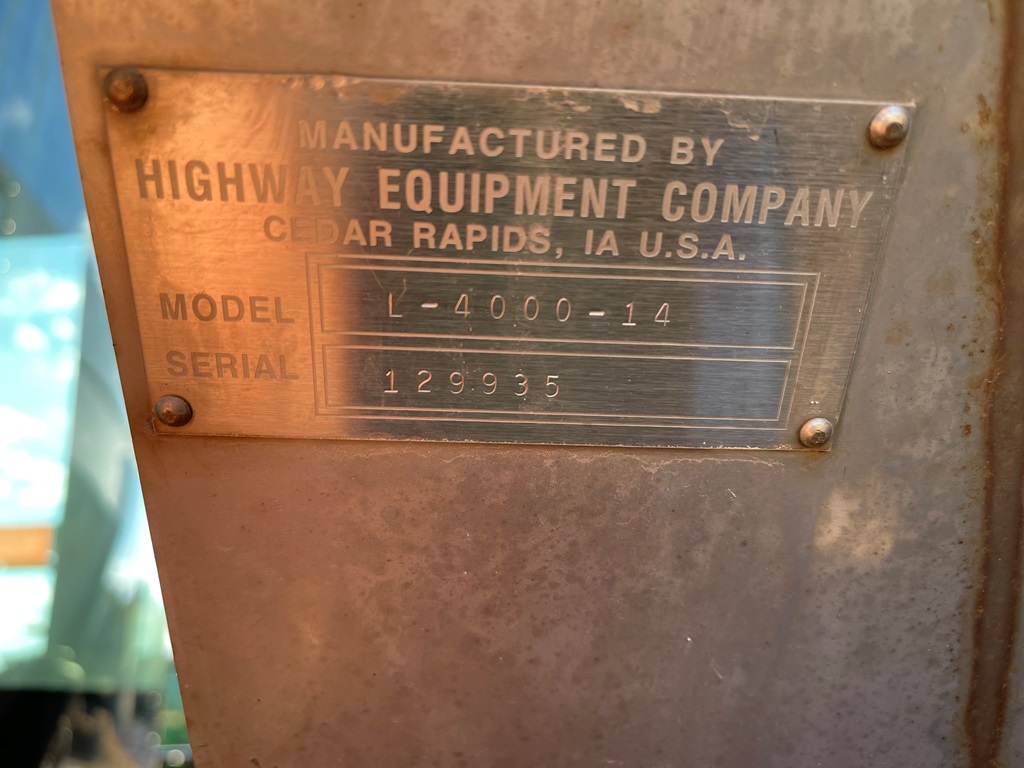 MANUFACTURED BY
HIGHWAY EQUIPMENT COMPANY
CEDAR RAPIDS, IA U.S.A.
MODEL L-4000-14
SERIAL 129935